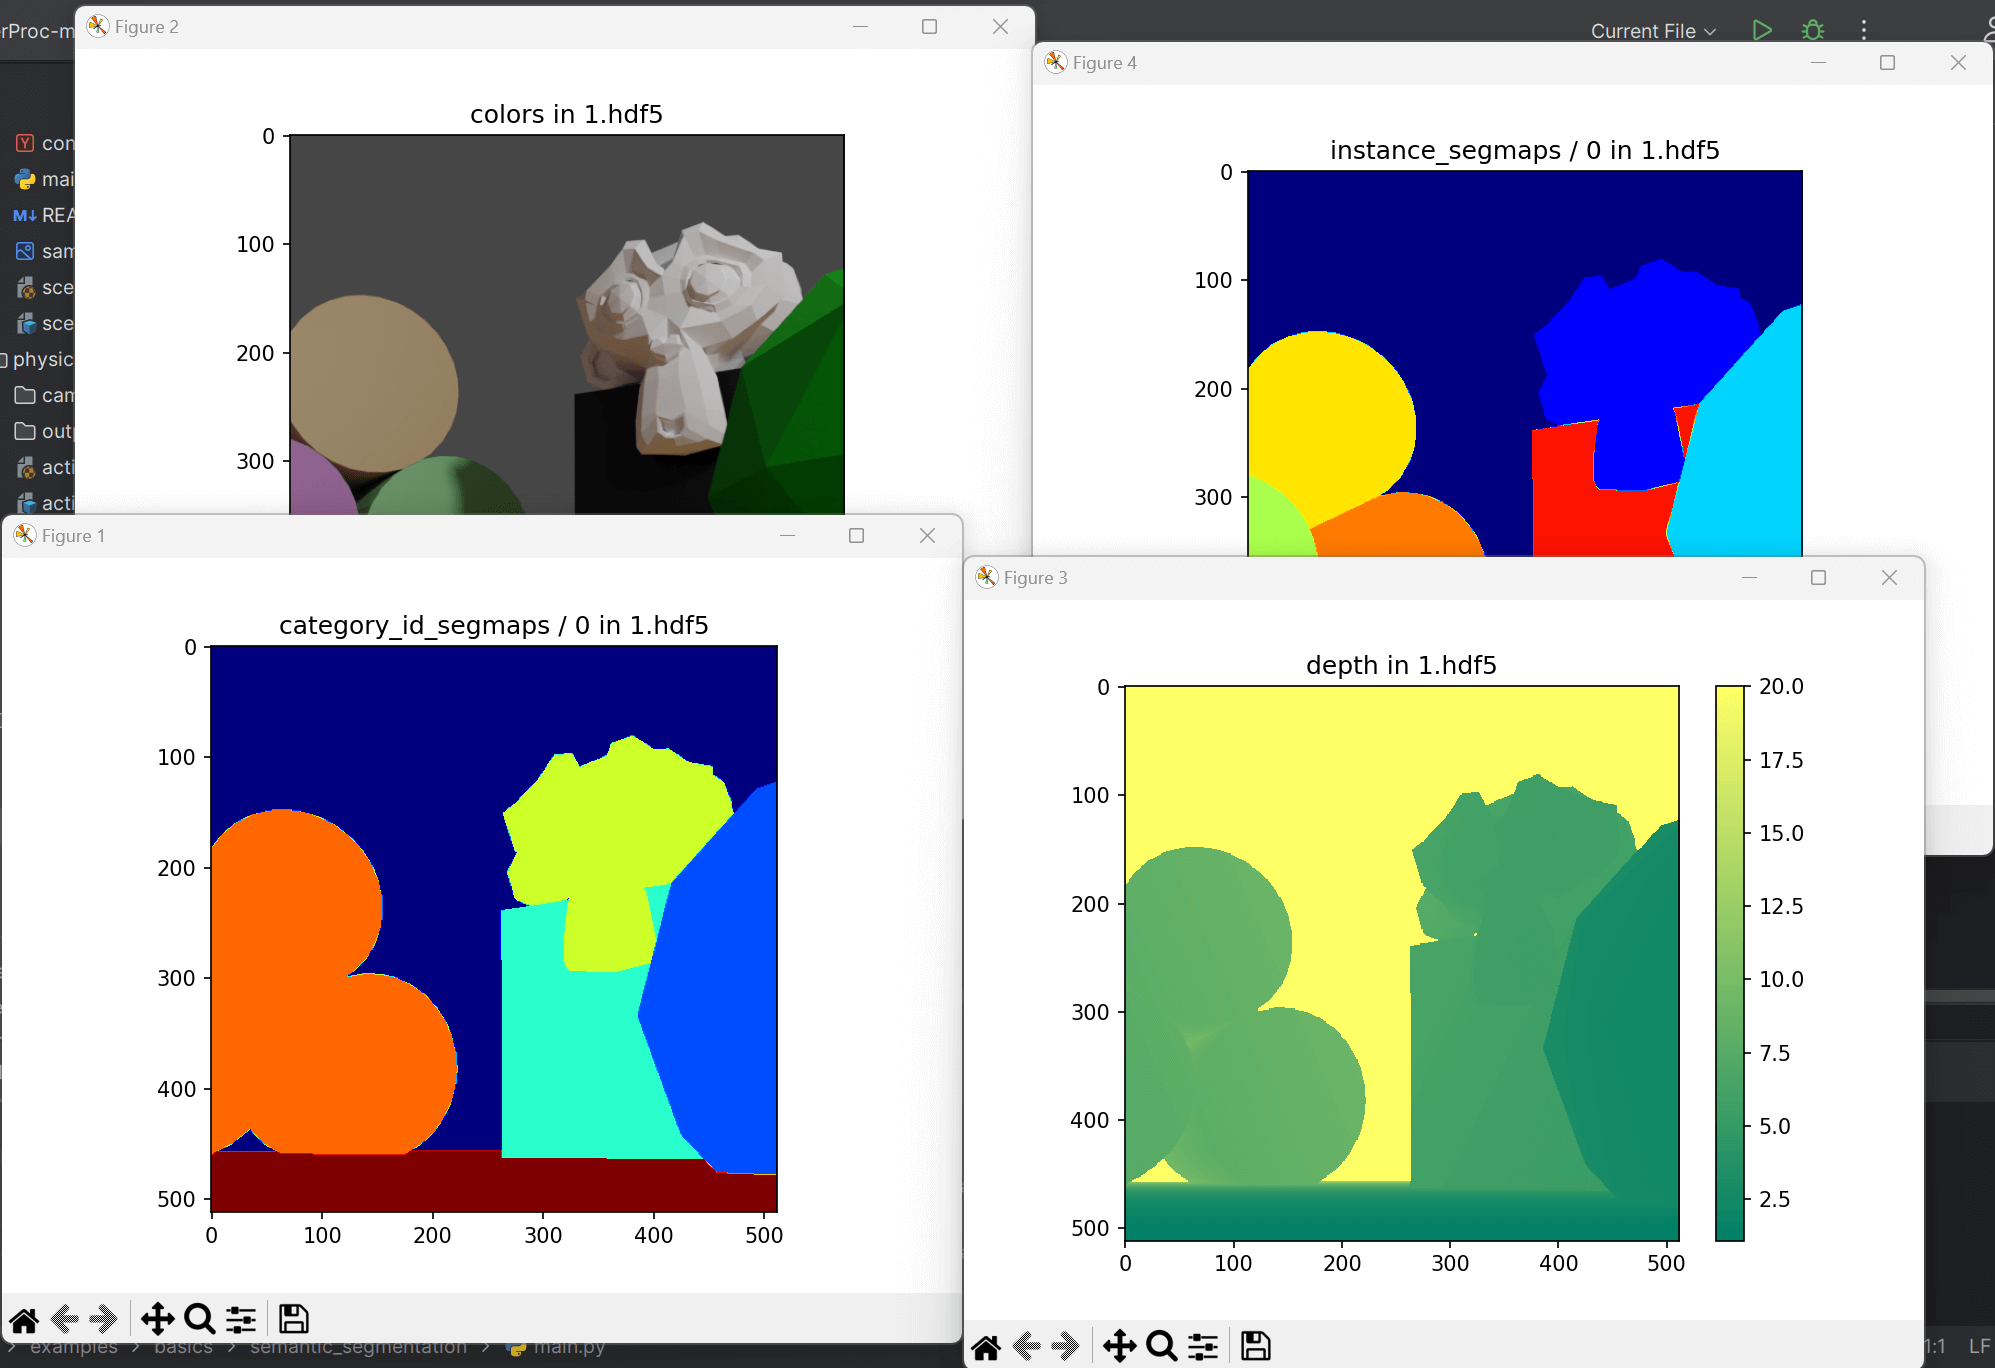 erProc-m
Figure 2
Current File
Figure 4
colors in 1.hdf5
0
100
200
300
instance_segmaps / 0 in 1.hdf5
0
100
200
300
con
mai
M↓ REA
sam
sce
sce
physic
cam
outp
acti
acti
Figure 1
category_id_segmaps / 0 in 1.hdf5
0
100
200
300
400
500
0 100 200 300 400 500
Figure 3
depth in 1.hdf5
0
100
200
300
400
500
0 100 200 300 400 500
20.0
17.5
15.0
12.5
10.0
7.5
5.0
2.5
> examples > basics > semantic_segmentation > main.py
1:1 LF